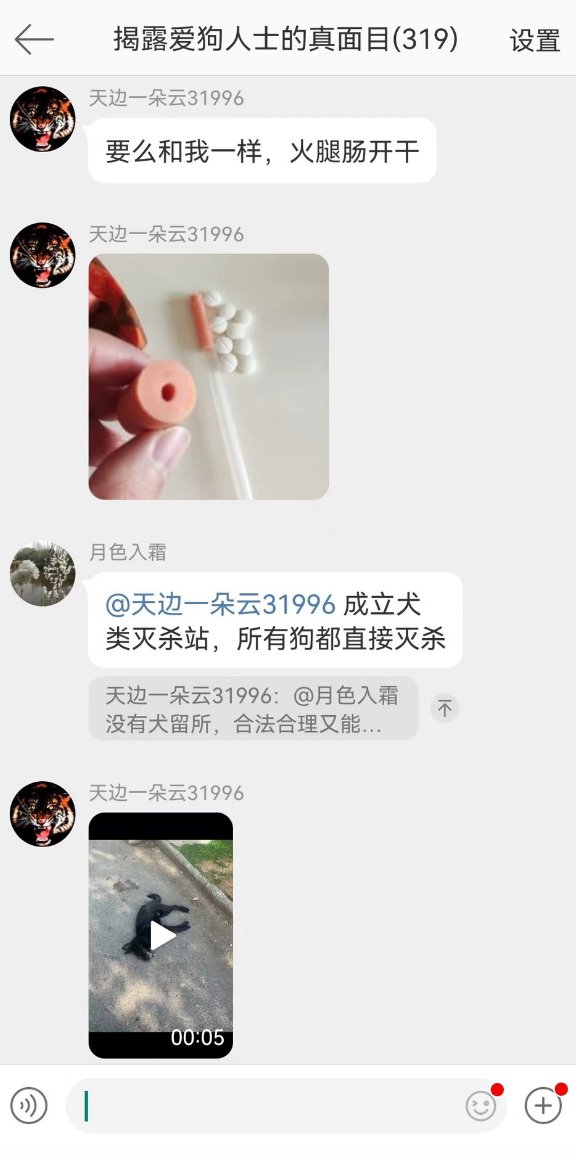 揭露爱狗人士的真面目(319)
设置
天边一朵云31996
要么和我一样，火腿肠开干
天边一朵云31996
月色入霜
@天边一朵云31996 成立犬
类灭杀站，所有狗都直接灭杀
天边一朵云31996：@月色入霜
没有犬留所，合法合理又能...
天边一朵云31996
00:05